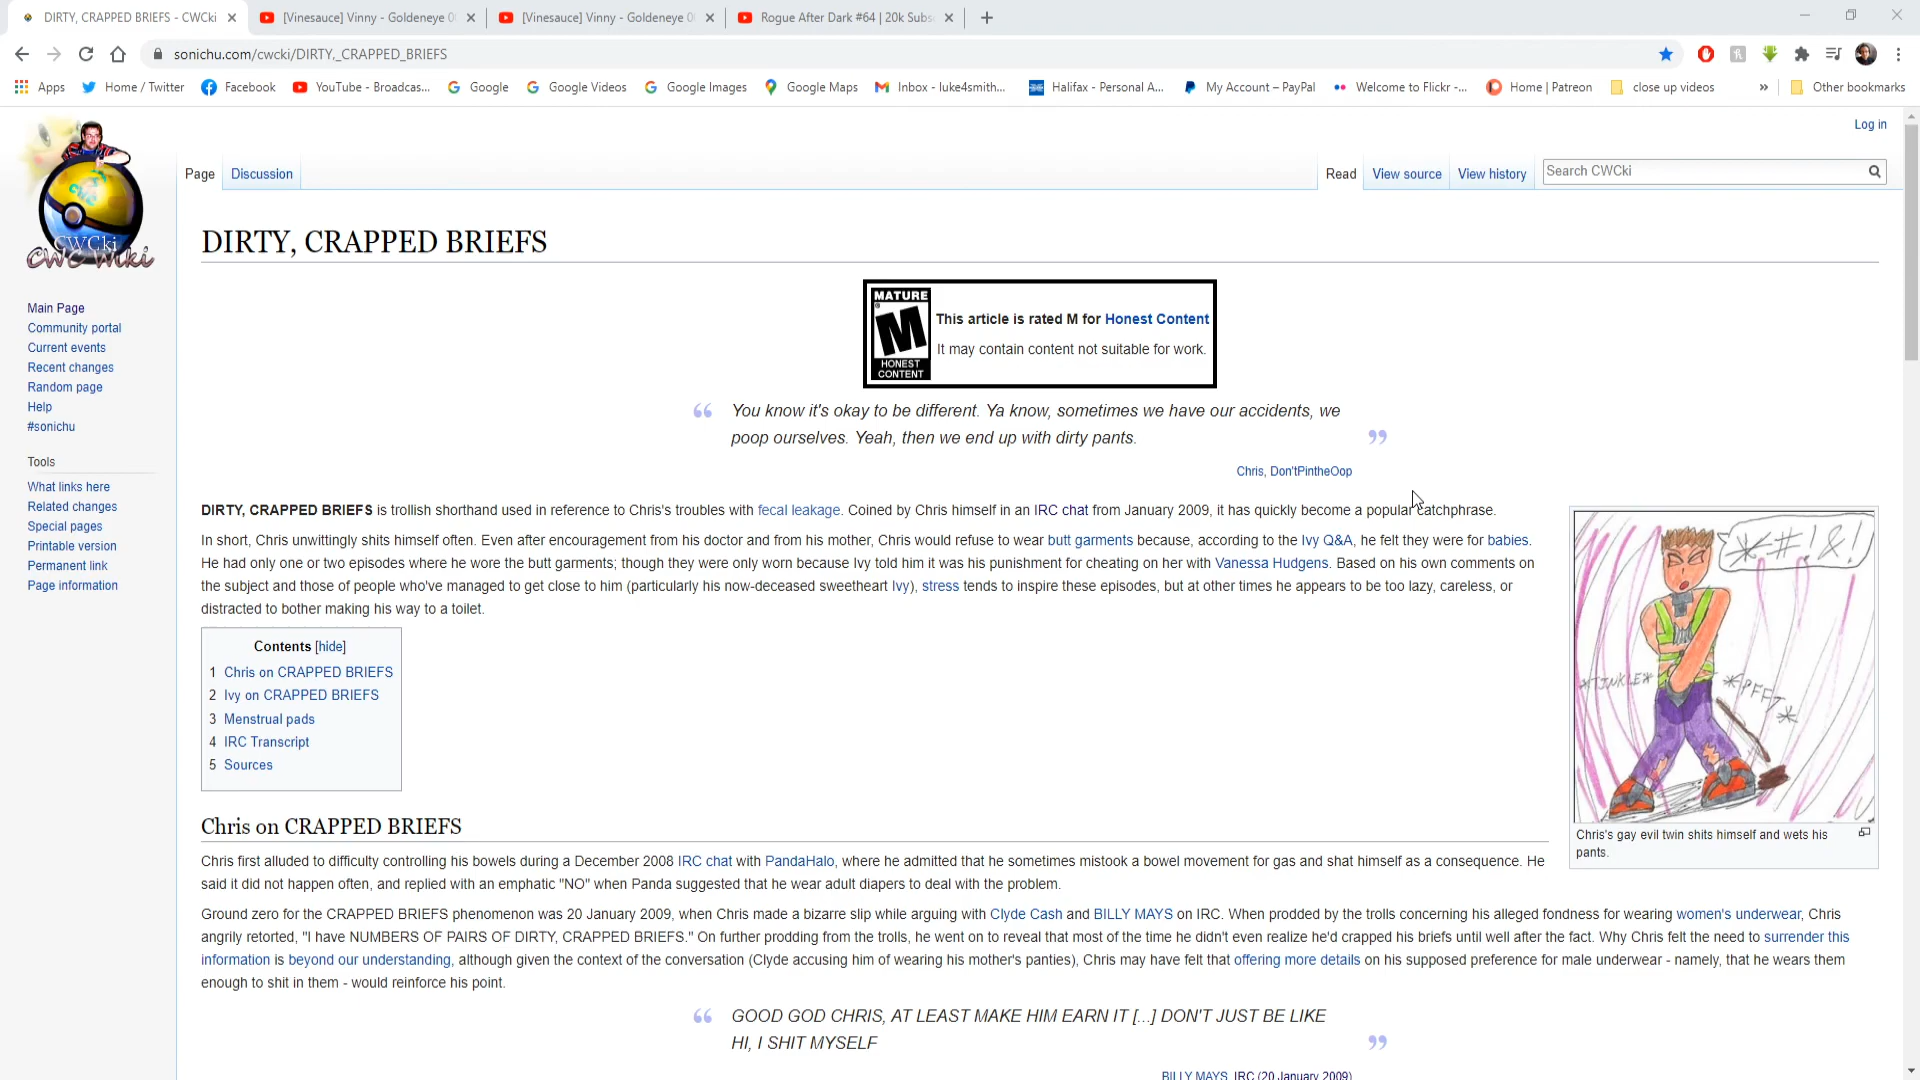 DIRTY, CRAPPED BRIEFS - CWCki
[Vinesauce] Vinny - Goldeneye 0
[Vinesauce] Vinny - Goldeneye 0
Rogue After Dark #64 | 20k Subs
sonichu.com/cwcki/DIRTY,_CRAPPED_BRIEFS
Apps
Home / Twitter
Facebook
YouTube - Broadcas...
Google
Google Videos
Google Images
Google Maps
Inbox - luke4smith...
Halifax - Personal A...
My Account – PayPal
Welcome to Flickr -...
Home | Patreon
close up videos
»
Other bookmarks
Log in
CWCki
CWC Wiki
Page
Discussion
Read
View source
View history
Search CWCki
Main Page
Community portal
Current events
Recent changes
Random page
Help
#sonichu
Tools
What links here
Related changes
Special pages
Printable version
Permanent link
Page information
DIRTY, CRAPPED BRIEFS
MATURE
M
HONEST
CONTENT
This article is rated M for Honest Content
It may contain content not suitable for work.
“ You know it's okay to be different. Ya know, sometimes we have our accidents, we
poop ourselves. Yeah, then we end up with dirty pants. ”
Chris, Don'tPintheOop
DIRTY, CRAPPED BRIEFS is trollish shorthand used in reference to Chris's troubles with fecal leakage. Coined by Chris himself in an IRC chat from January 2009, it has quickly become a popular catchphrase.
In short, Chris unwittingly shits himself often. Even after encouragement from his doctor and from his mother, Chris would refuse to wear butt garments because, according to the Ivy Q&A, he felt they were for babies.
He had only one or two episodes where he wore the butt garments; though they were only worn because Ivy told him it was his punishment for cheating on her with Vanessa Hudgens. Based on his own comments on
the subject and those of people who've managed to get close to him (particularly his now-deceased sweetheart Ivy), stress tends to inspire these episodes, but at other times he appears to be too lazy, careless, or
distracted to bother making his way to a toilet.
*#!&!
*TINKLE*
*PFFT*
Chris's gay evil twin shits himself and wets his
pants.
Contents [hide]
1 Chris on CRAPPED BRIEFS
2 Ivy on CRAPPED BRIEFS
3 Menstrual pads
4 IRC Transcript
5 Sources
Chris on CRAPPED BRIEFS
Chris first alluded to difficulty controlling his bowels during a December 2008 IRC chat with PandaHalo, where he admitted that he sometimes mistook a bowel movement for gas and shat himself as a consequence. He
said it did not happen often, and replied with an emphatic "NO" when Panda suggested that he wear adult diapers to deal with the problem.
Ground zero for the CRAPPED BRIEFS phenomenon was 20 January 2009, when Chris made a bizarre slip while arguing with Clyde Cash and BILLY MAYS on IRC. When prodded by the trolls concerning his alleged fondness for wearing women's underwear, Chris
angrily retorted, "I have NUMBERS OF PAIRS OF DIRTY, CRAPPED BRIEFS." On further prodding from the trolls, he went on to reveal that most of the time he didn't even realize he'd crapped his briefs until well after the fact. Why Chris felt the need to surrender this
information is beyond our understanding, although given the context of the conversation (Clyde accusing him of wearing his mother's panties), Chris may have felt that offering more details on his supposed preference for male underwear - namely, that he wears them
enough to shit in them - would reinforce his point.
“ GOOD GOD CHRIS, AT LEAST MAKE HIM EARN IT [...] DON'T JUST BE LIKE
HI, I SHIT MYSELF ”
BILLY MAYS, IRC (20 January 2009)